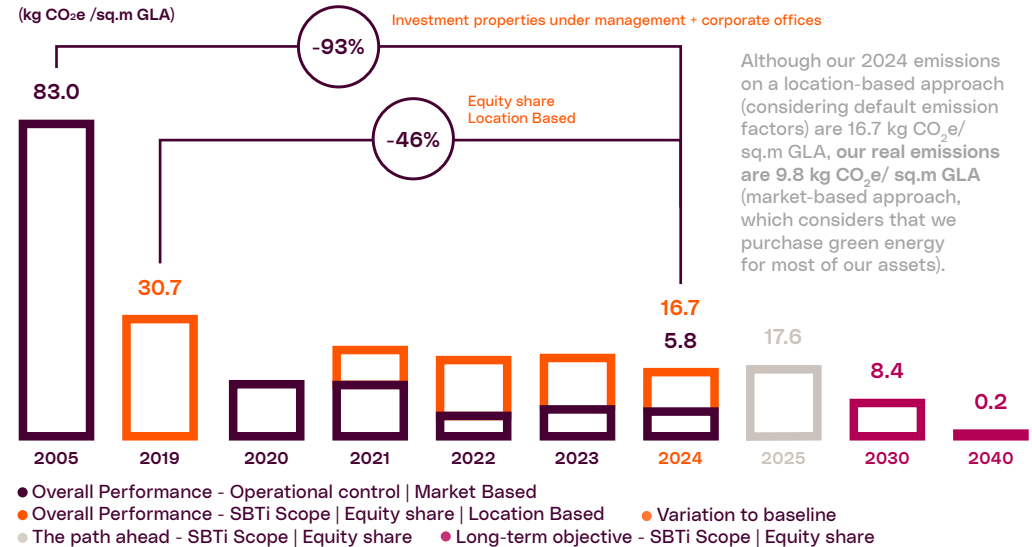 (kg CO₂e /sq.m GLA)
-93%
Investment properties under management + corporate offices
83.0
Equity share
Location Based
-46%
Although our 2024 emissions
on a location-based approach
(considering default emission
factors) are 16.7 kg CO₂e/
sq.m GLA, our real emissions
are 9.8 kg CO₂e/ sq.m GLA
(market-based approach,
which considers that we
purchase green energy
for most of our assets).
30.7
16.7
5.8
17.6
8.4
0.2
2005 2019 2020 2021 2022 2023 2024 2025 2030 2040
Overall Performance - Operational control | Market Based
Overall Performance - SBTi Scope | Equity share | Location Based
Variation to baseline
The path ahead - SBTi Scope | Equity share
Long-term objective - SBTi Scope | Equity share